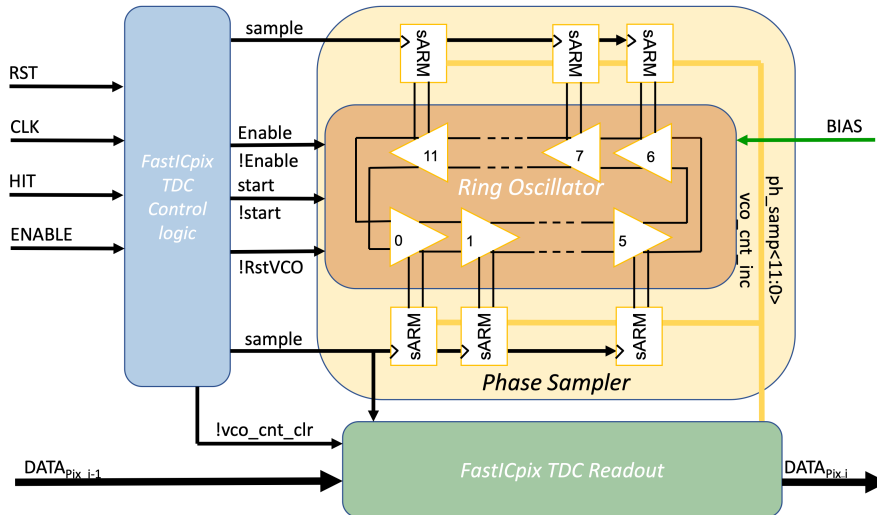 sample
sARM
sARM
sARM
RST
CLK
HIT
ENABLE
FastICpix
TDC
Control
logic
Enable
!Enable
start
!start
!RstVCO
sample
BIAS
11
7
6
Ring Oscillator
0
1
5
vco_cnt_inc
ph_samp<11:0>
sARM
sARM
sARM
Phase Sampler
!vco_cnt_clr
DATAPix_i-1
FastICpix TDC Readout
DATAPix_i